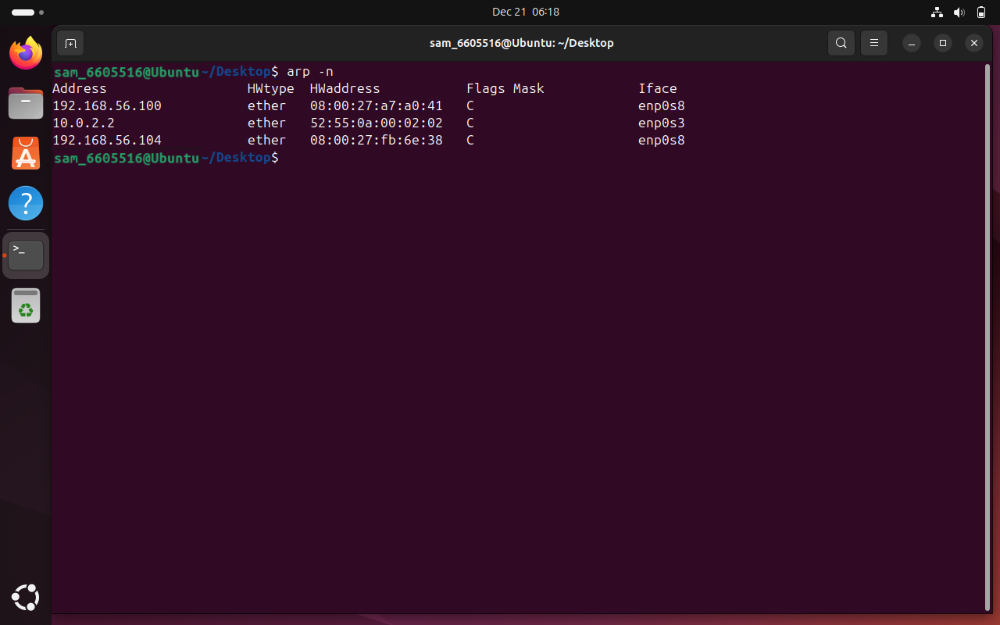 Dec 21 06:18
sam_6605516@Ubuntu: ~/Desktop
sam_6605516@Ubuntu~/Desktop$ arp -n
Address HWtype HWaddress Flags Mask Iface
192.168.56.100 ether 08:00:27:a7:a0:41 C enp0s8
10.0.2.2 ether 52:55:0a:00:02:02 C enp0s3
192.168.56.104 ether 08:00:27:fb:6e:38 C enp0s8
sam_6605516@Ubuntu~/Desktop$